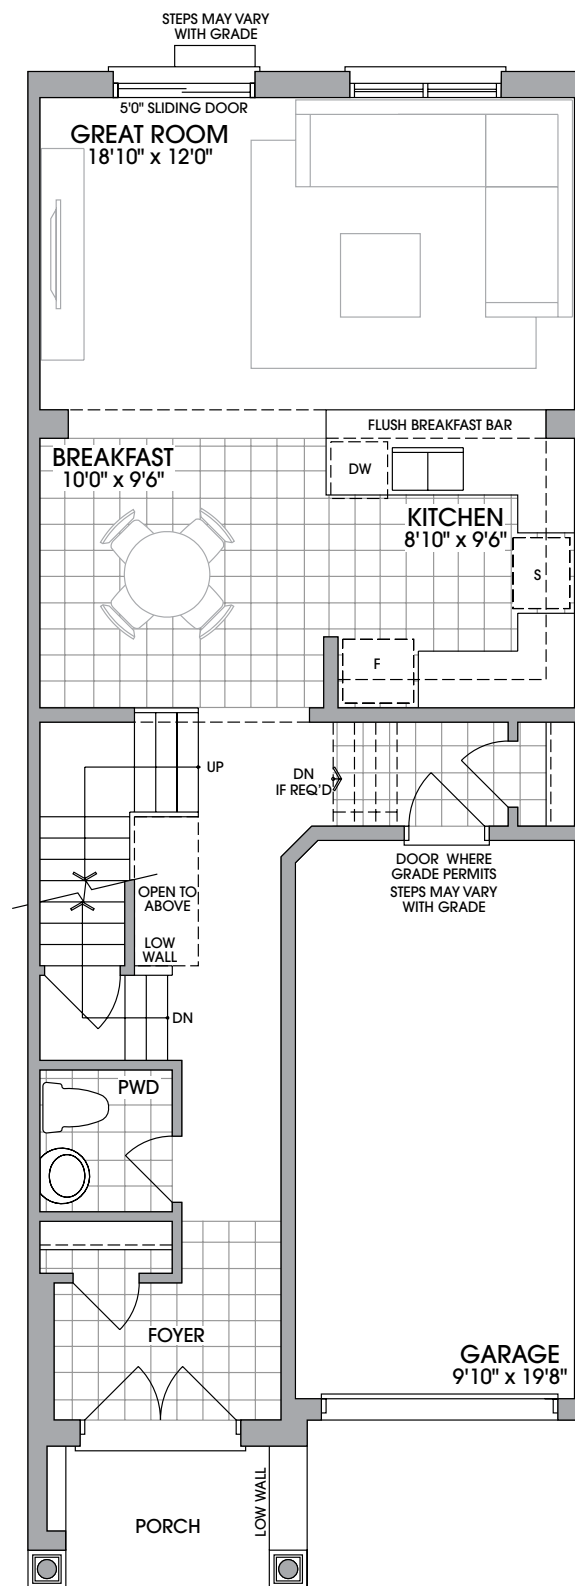 STEPS MAY VARY
WITH GRADE
5'0" SLIDING DOOR
GREAT ROOM
18'10" x 12'0"
FLUSH BREAKFAST BAR
BREAKFAST
10'0" x 9'6"
DW
KITCHEN
8'10" x 9'6"
S
F
UP
DN
IF REQ'D
DOOR WHERE
GRADE PERMITS
STEPS MAY VARY
WITH GRADE
OPEN TO
ABOVE
LOW
WALL
DN
PWD
FOYER
GARAGE
9'10" x 19'8"
PORCH
LOW WALL